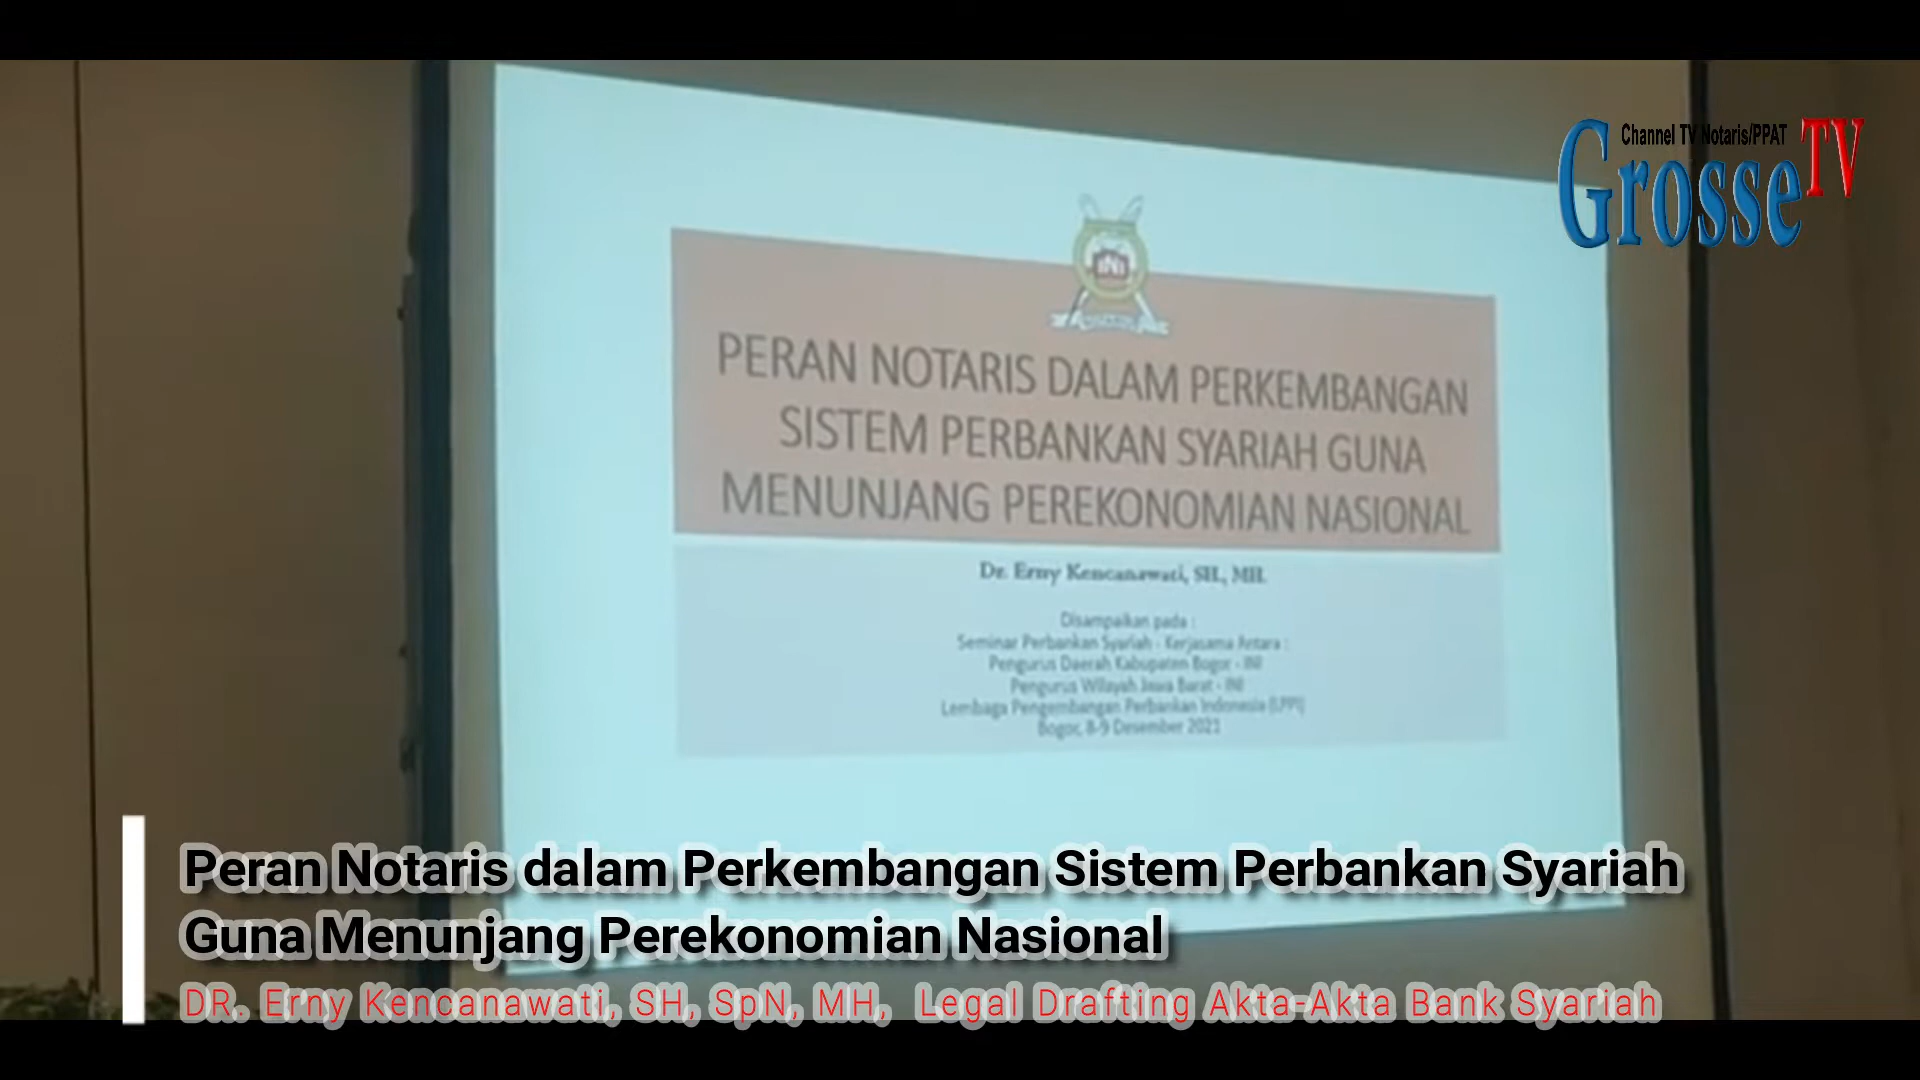 Channel TV Notaris/PPAT
GrosseTV
INI
PERAN NOTARIS DALAM PERKEMBANGAN
SISTEM PERBANKAN SYARIAH GUNA
MENUNJANG PEREKONOMIAN NASIONAL
Dr. Erny Kencanawati, SH., MH.
Disampaikan pada :
Seminar Perbankan Syariah - Kerjasama Antara :
Pengurus Daerah Kabupaten Bogor - INI
Pengurus Wilayah Jawa Barat - INI
Lembaga Pengembangan Perbankan Indonesia (LPPI)
Bogor, 8-9 Desember 2021
Peran Notaris dalam Perkembangan Sistem Perbankan Syariah
Guna Menunjang Perekonomian Nasional
DR. Erny Kencanawati, SH, SpN, MH, Legal Drafting Akta-Akta Bank Syariah